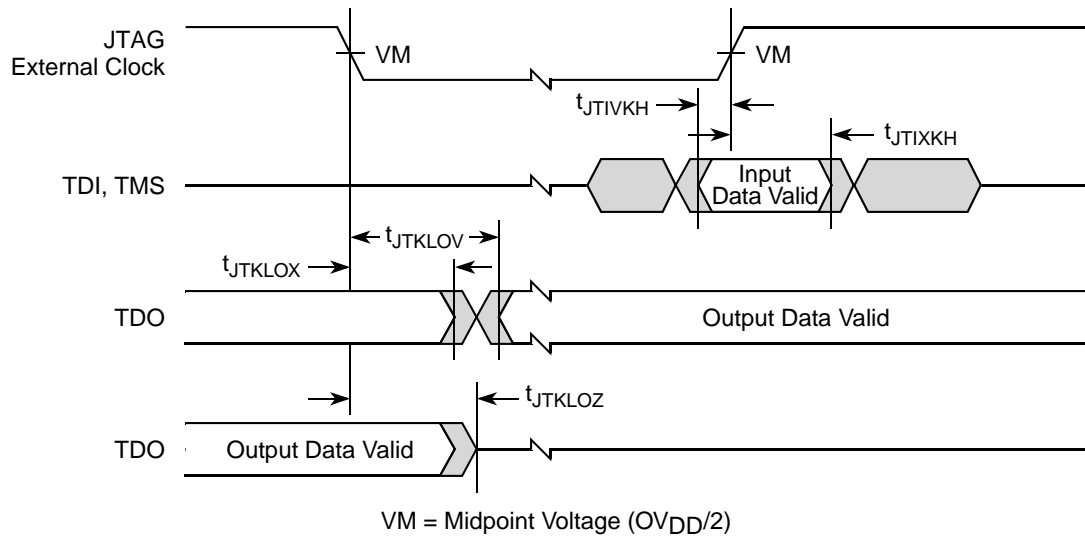 JTAG
External Clock
VM
VM
tJTIVKH
tJTIXKH
TDI, TMS
Input
Data Valid
tJTKLOV
tJTKLOX
TDO
Output Data Valid
tJTKLOZ
TDO
Output Data Valid
VM = Midpoint Voltage (OVDD/2)